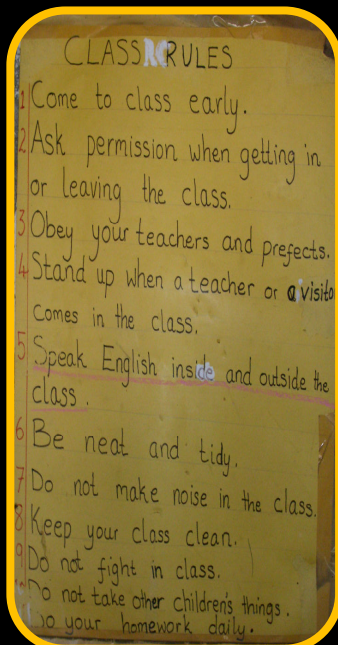 CLASS RULES
1 Come to class early.
2 Ask permission when getting in
or leaving the class.
3 Obey your teachers and prefects.
4 Stand up when a teacher or a visito
comes in the class.
5 Speak English inside and outside the
class.
6 Be neat and tidy.
7 Do not make noise in the class.
8 Keep your class clean.
9 Do not fight in class.
Do not take other children's things.
Do your homework daily.